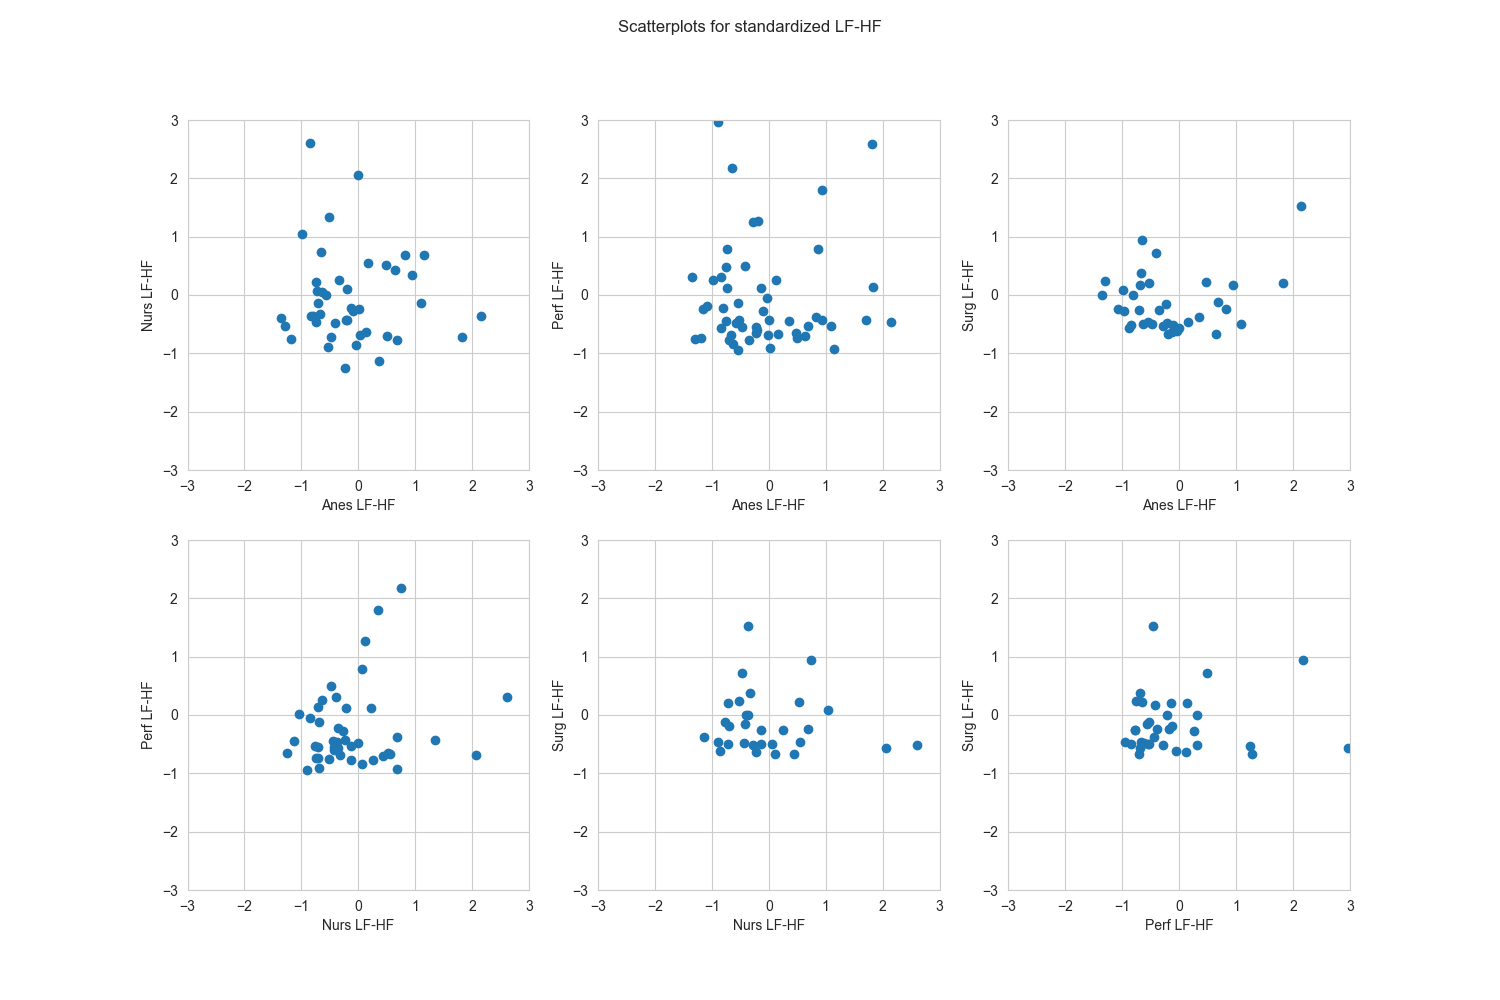 Scatterplots for standardized LF-HF
3
2
1
0
−1
−2
−3
Nurs LF-HF
−3 −2 −1 0 1 2 3
Anes LF-HF
3
2
1
0
−1
−2
−3
Perf LF-HF
−3 −2 −1 0 1 2 3
Anes LF-HF
3
2
1
0
−1
−2
−3
Surg LF-HF
−3 −2 −1 0 1 2 3
Anes LF-HF
3
2
1
0
−1
−2
−3
Perf LF-HF
−3 −2 −1 0 1 2 3
Nurs LF-HF
3
2
1
0
−1
−2
−3
Surg LF-HF
−3 −2 −1 0 1 2 3
Nurs LF-HF
3
2
1
0
−1
−2
−3
Surg LF-HF
−3 −2 −1 0 1 2 3
Perf LF-HF